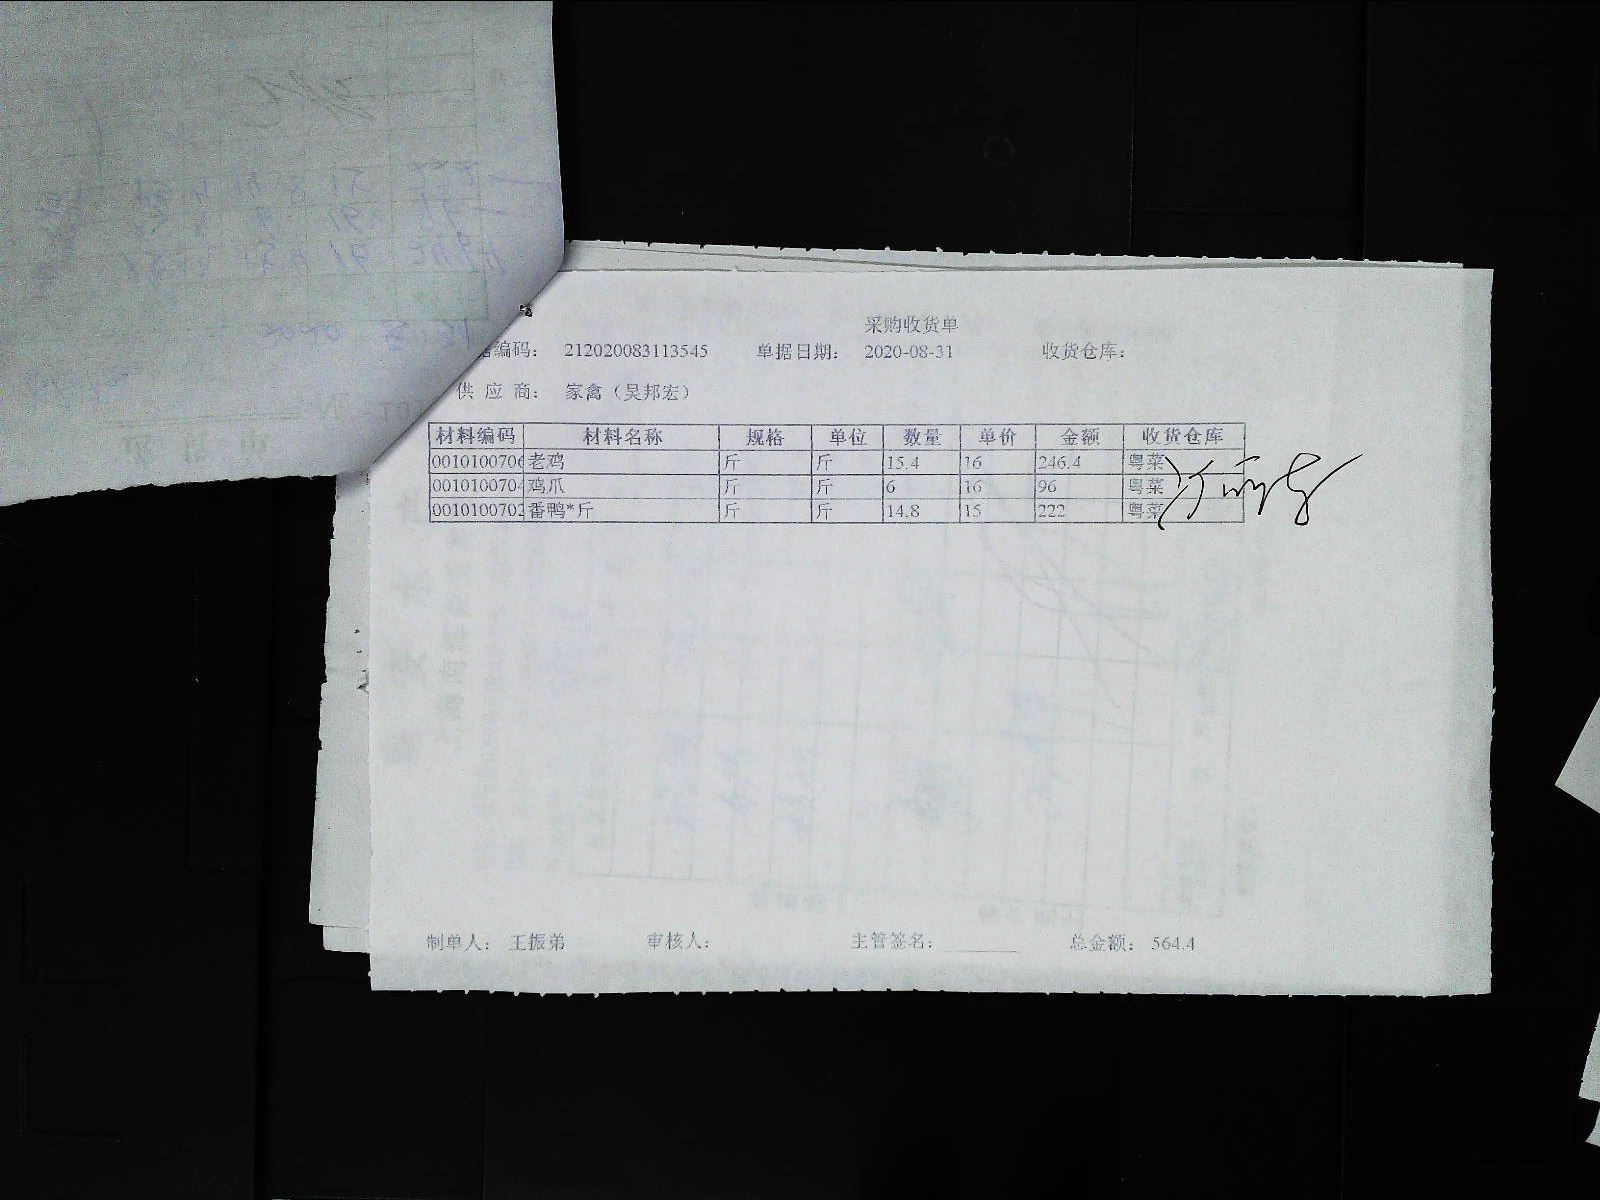 采购收货单
编码： 212020083113545 单据日期： 2020-08-31 收货仓库：
供 应 商： 家禽（吴邦宏）
材料编码 材料名称 规格 单位 数量 单价 金额 收货仓库
0010100706 老鸡 斤 斤 15.4 16 246.4 粤菜
0010100704 鸡爪 斤 斤 6 16 96 粤菜
0010100702 番鸭*斤 斤 斤 14.8 15 222 粤菜
制单人： 王振弟 审核人： 主管签名： 总金额： 564.4